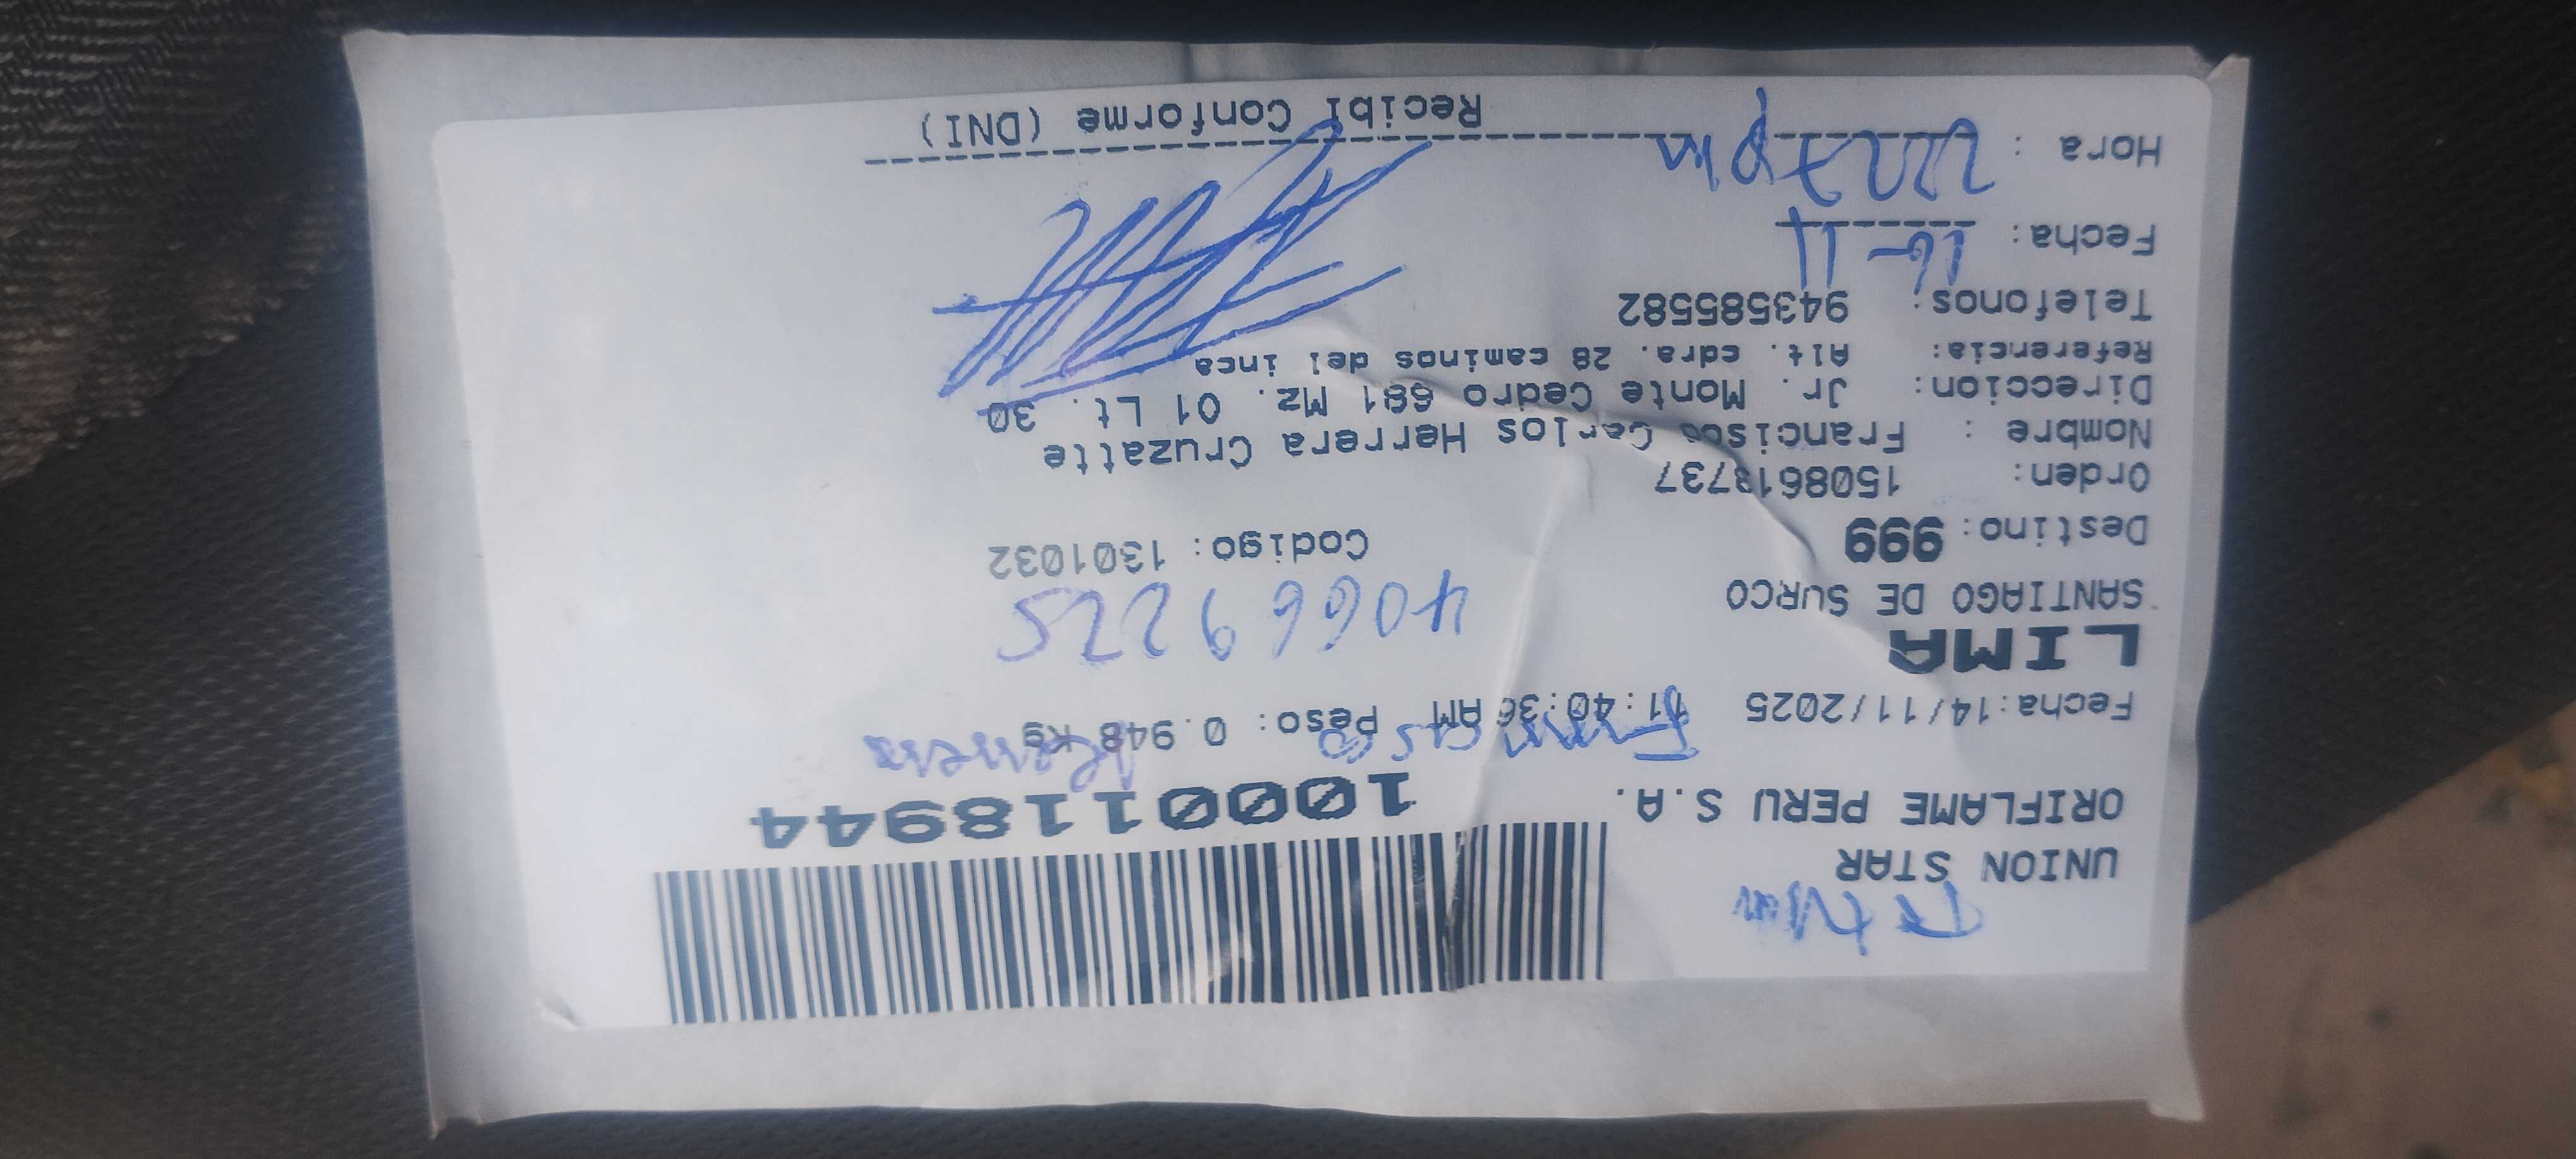 UNION STAR
ORIFLAME PERU S.A.
1000118944
Francisco Herrera
Fecha:14/11/2025 11:40:36 AM Peso: 0.948 Kg
LIMA
SANTIAGO DE SURCO
40669225
Destino: 999 Codigo: 1301032
Orden: 1508613737
Nombre : Francisco Carlos Herrera Cruzatte
Direccion: Jr. Monte Cedro 681 Mz. 01 Lt. 30
Referencia: Alt. cdra. 28 caminos del inca
Telefonos: 943585582
Fecha: 16-11
Hora : pm
Recibi Conforme (DNI)